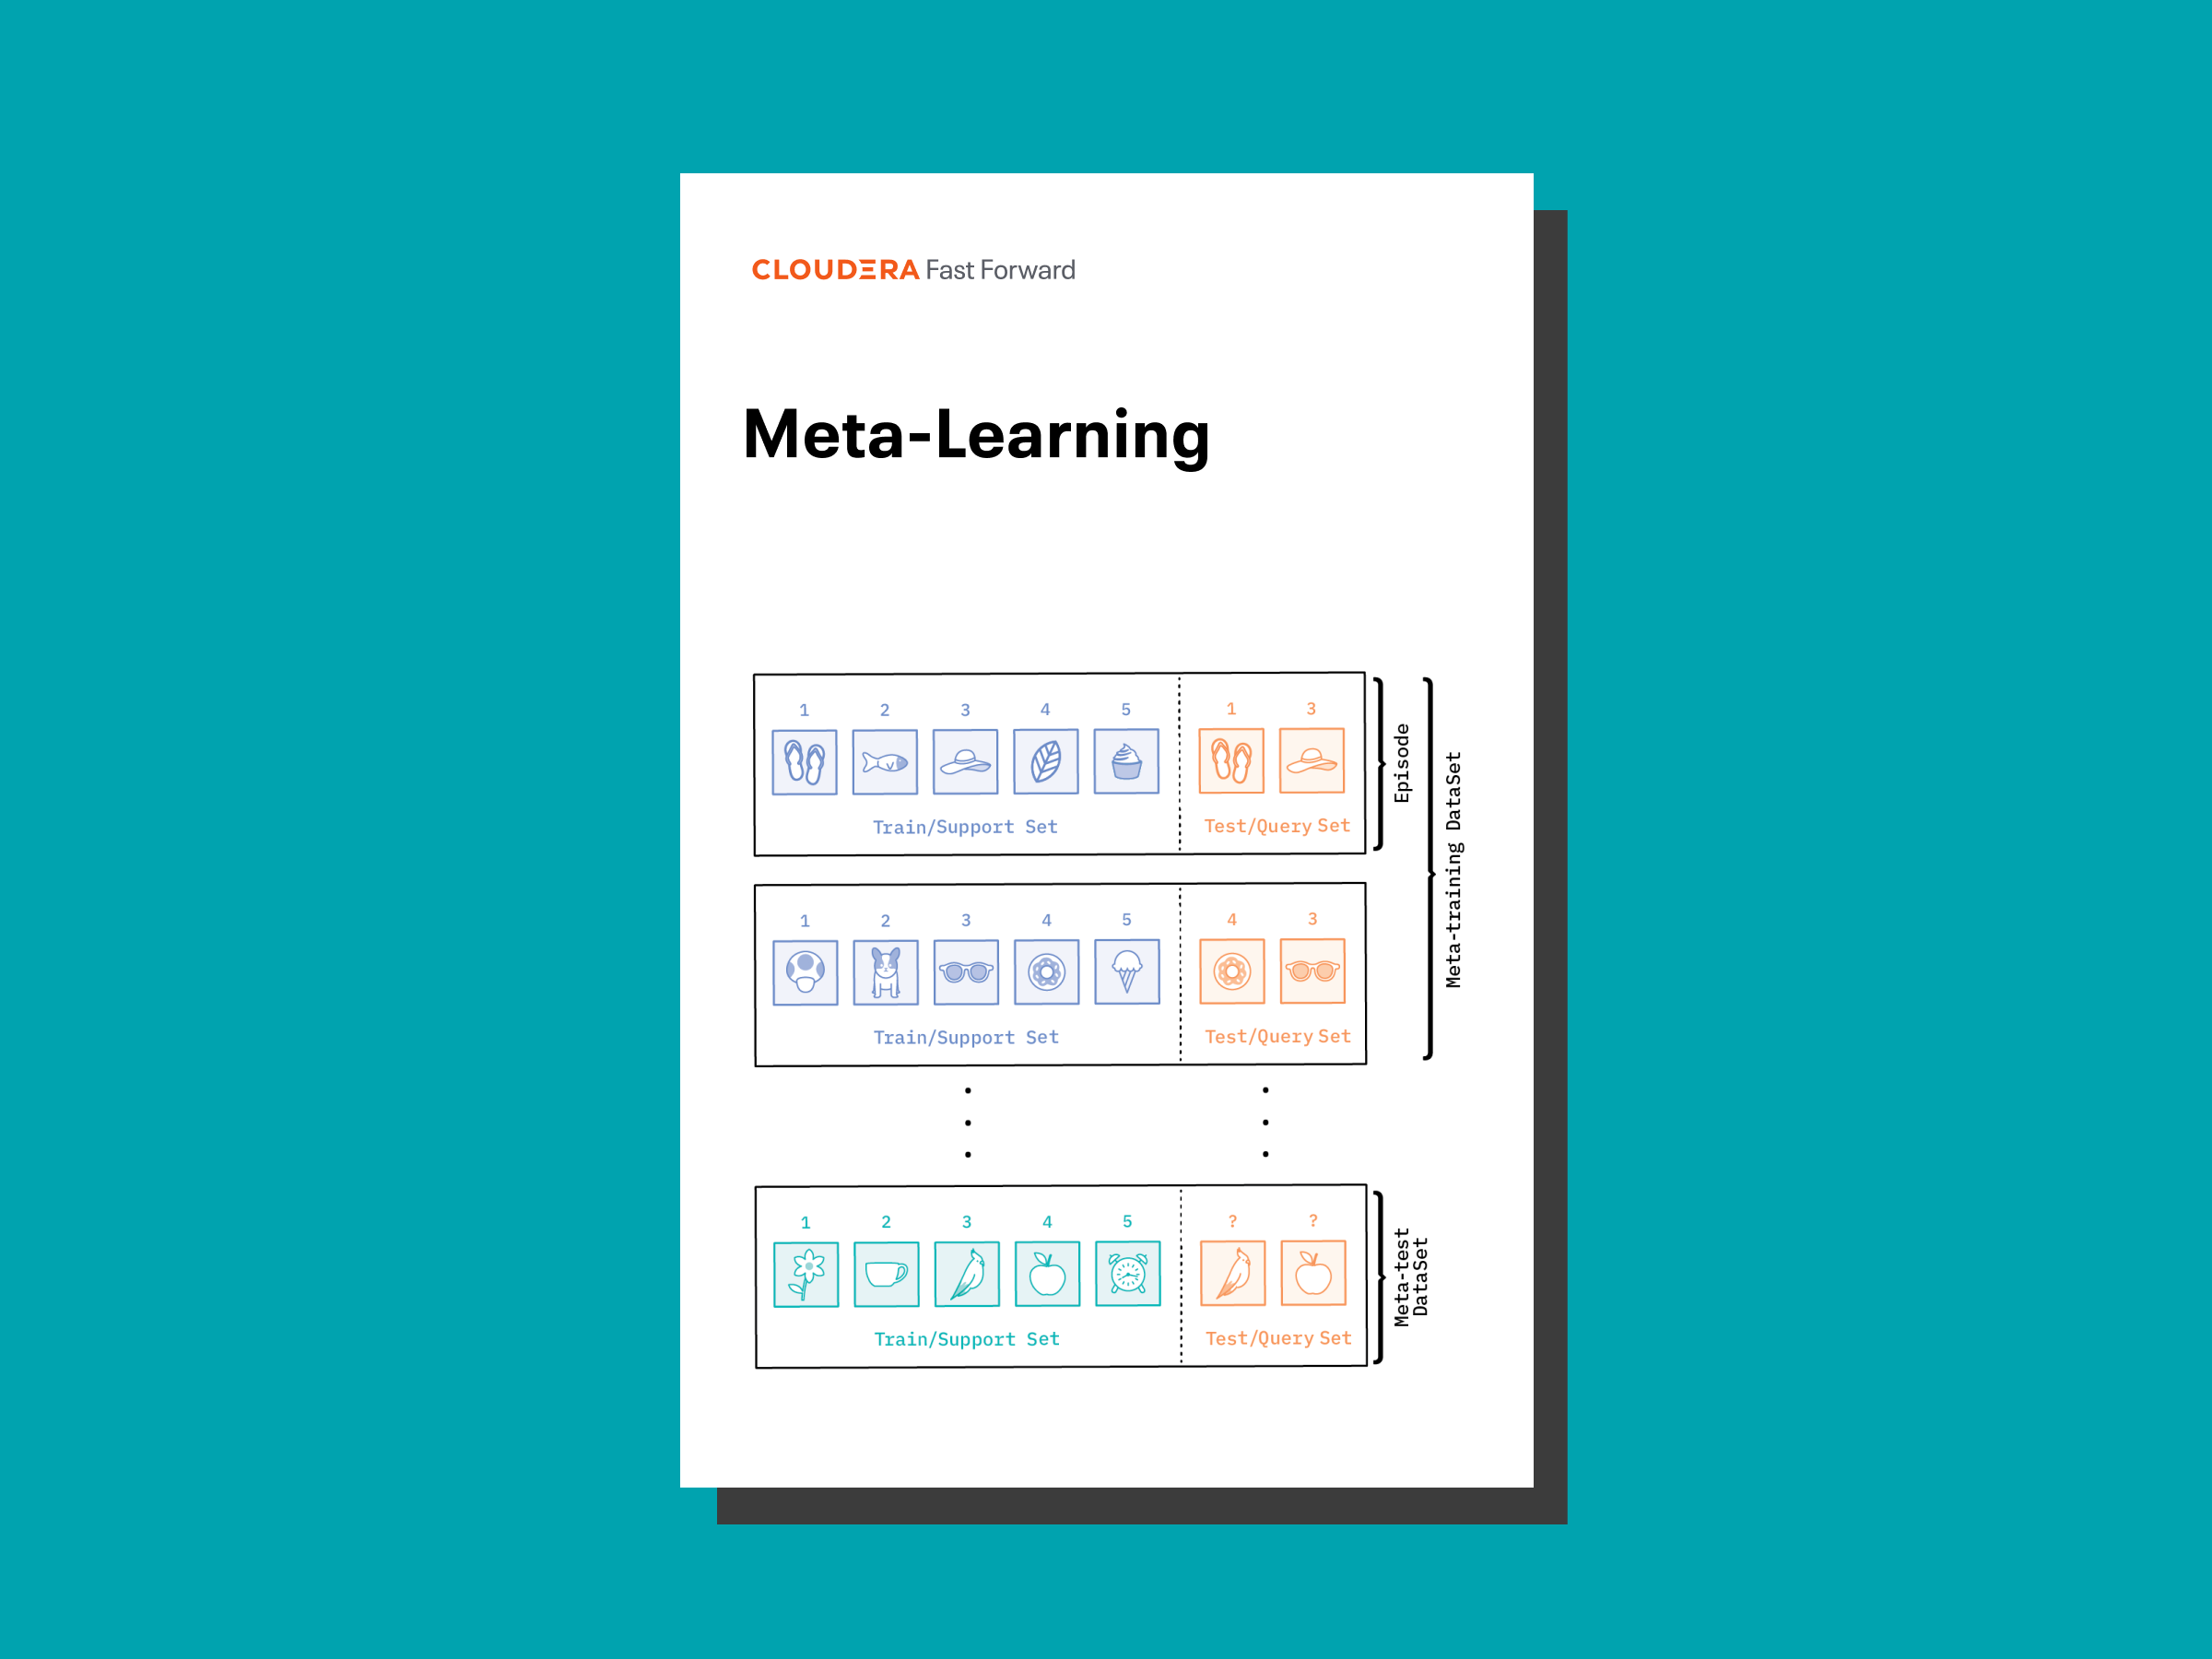 CLOUDERA Fast Forward
Meta-Learning
1 2 3 4 5 1 3
Train/Support Set Test/Query Set
Episode
Meta-training DataSet
1 2 3 4 5 4 3
Train/Support Set Test/Query Set
1 2 3 4 5 ? ?
Train/Support Set Test/Query Set
Meta-test
DataSet